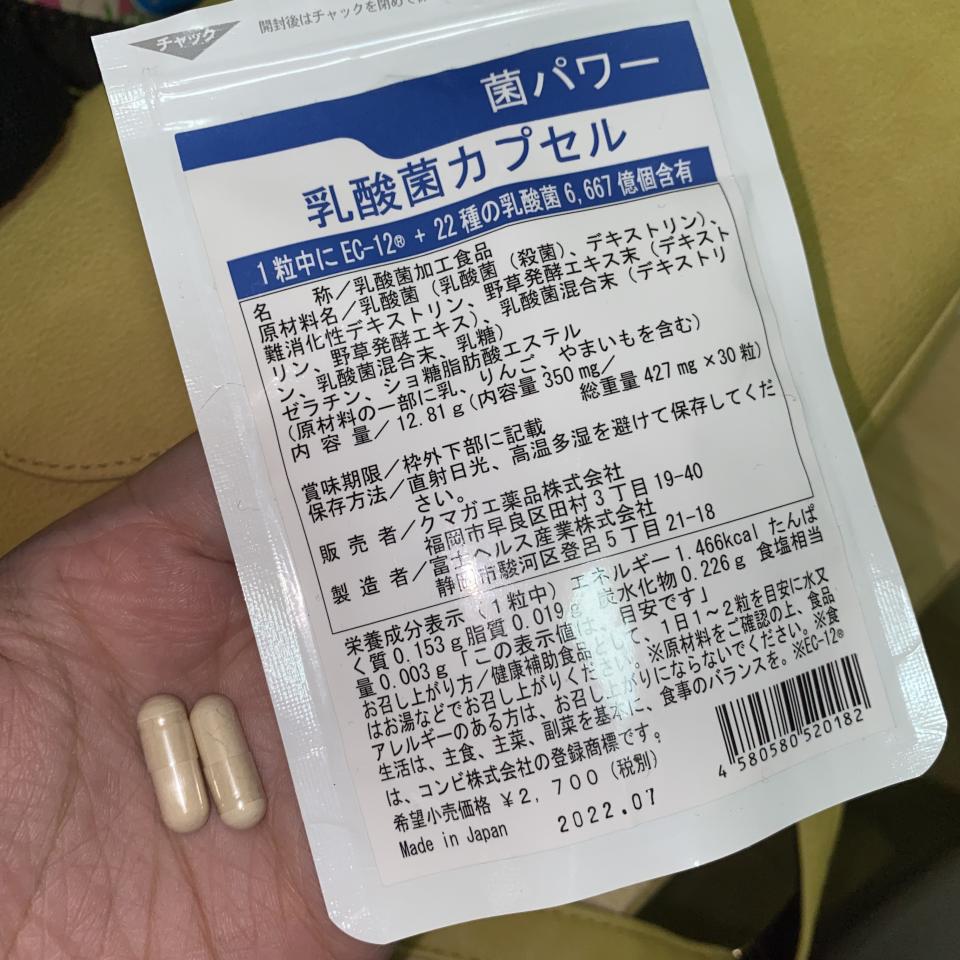 チャック
開封後はチャックを閉めて
菌パワー
乳酸菌カプセル
1粒中にEC-12® + 22種の乳酸菌6,667億個含有
名 称/乳酸菌加工食品
原材料名/乳酸菌(乳酸菌(殺菌)、デキストリン)、
難消化性デキストリン、野草発酵エキス末(デキスト
リン、野草発酵エキス)、乳酸菌混合末(デキストリ
ン、乳酸菌混合末、乳糖)
ゼラチン、ショ糖脂肪酸エステル
(原材料の一部に乳、りんご、やまいもを含む)
内 容 量/12.81g(内容量350mg/
総重量427mg×30粒)
賞味期限/枠外下部に記載
保存方法/直射日光、高温多湿を避けて保存してくだ
さい。
販 売 者/クマガエ薬品株式会社
福岡市早良区田村3丁目19-40
製 造 者/富士ヘルス産業株式会社
静岡市駿河区登呂5丁目21-18
栄養成分表示(1粒中)エネルギー1.466kcal たんぱ
く質0.153g脂質0.019g 炭水化物0.226g 食塩相当
量0.003g「この表示値は、目安です」
お召し上がり方/健康補助食品として、1日1~2粒を目安に水又
はお湯などでお召し上がりください。※原材料をご確認の上、食品
アレルギーのある方は、お召し上がりにならないでください。※食
生活は、主食、主菜、副菜を基本に、食事のバランスを。※EC-12®
は、コンビ株式会社の登録商標です。
希望小売価格 ¥2,700(税別)
Made in Japan
2022.07
4 580580 520182